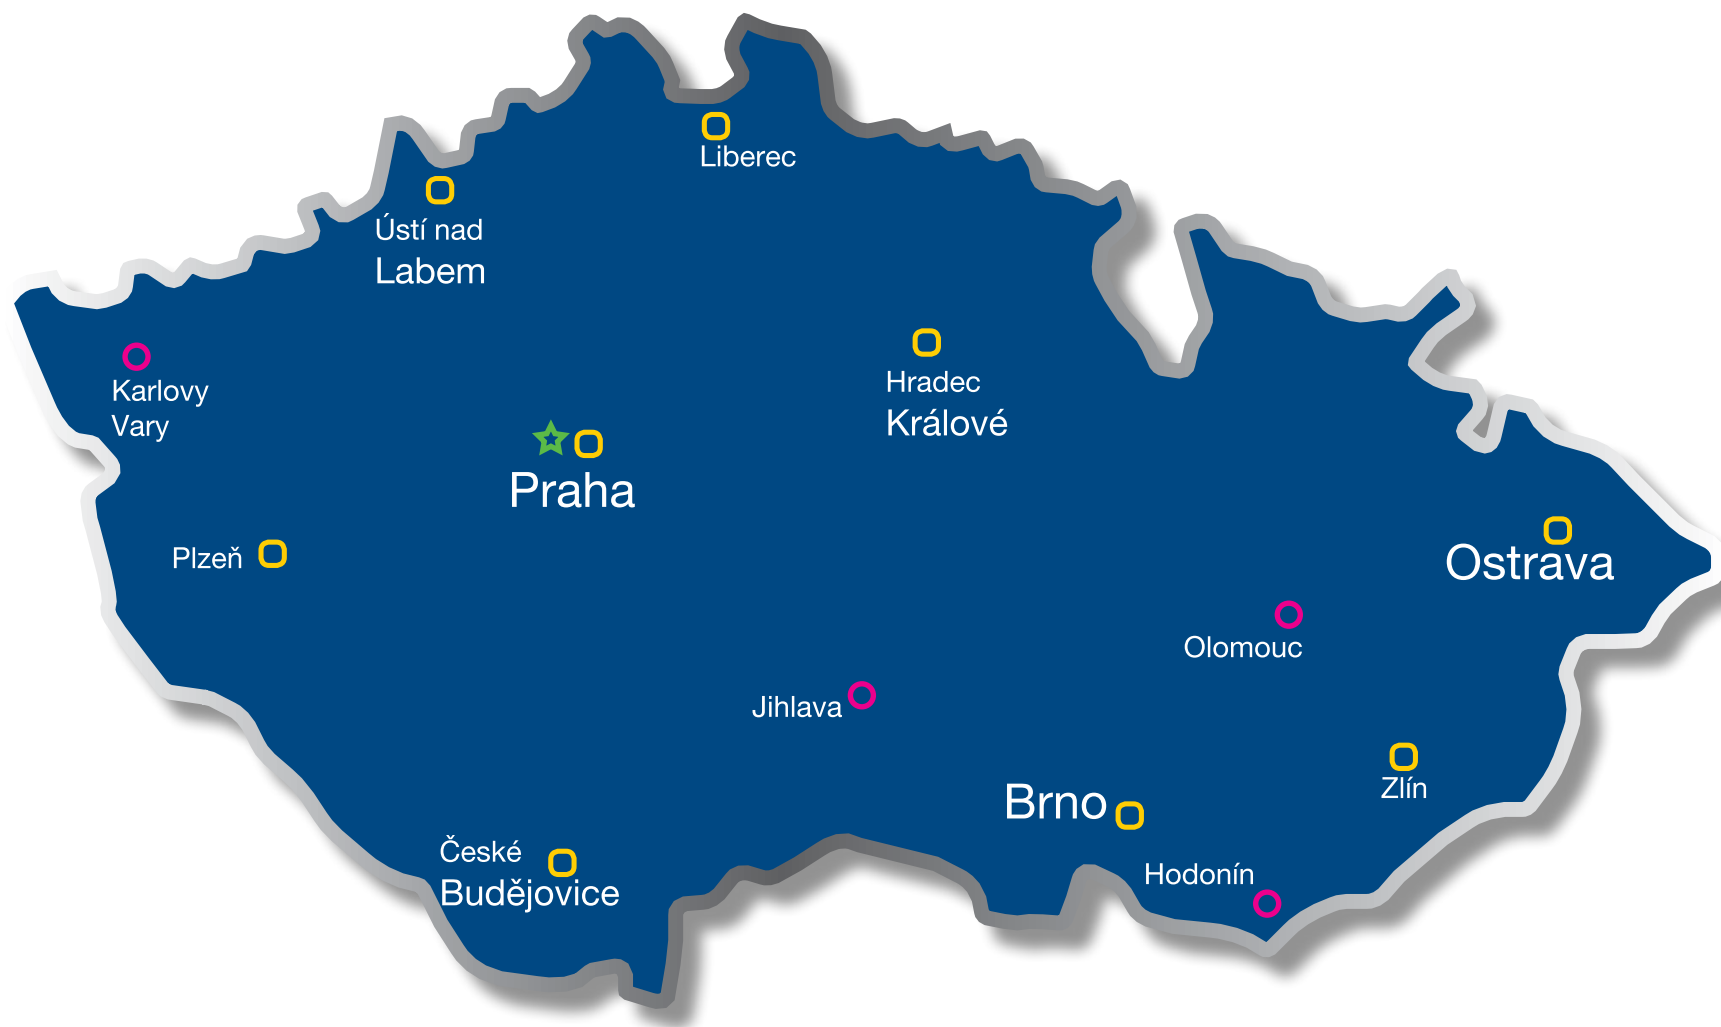 Liberec
Ústí nad
Labem
Karlovy
Vary
Hradec
Králové
Praha
Plzeň
Ostrava
Olomouc
Jihlava
Zlín
Brno
České
Budějovice
Hodonín